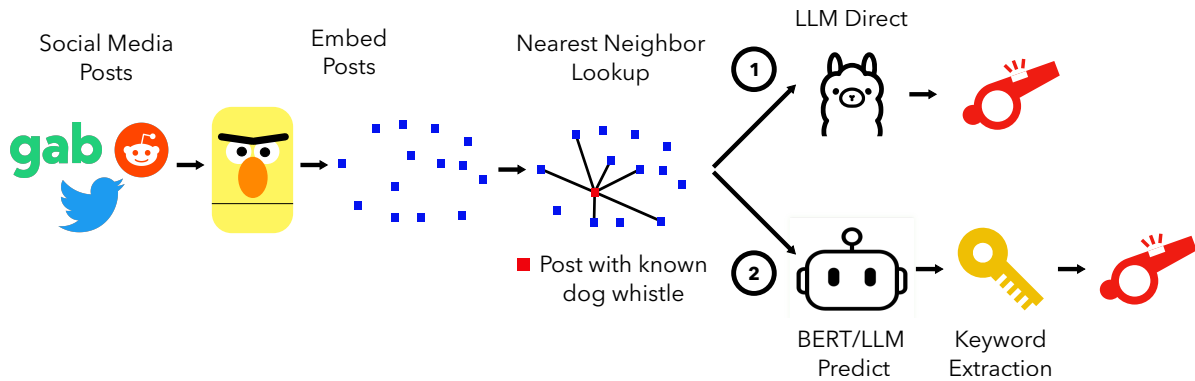 Social Media
Posts
Embed
Posts
Nearest Neighbor
Lookup
LLM Direct
1
gab
Post with known
dog whistle
2
BERT/LLM
Predict
Keyword
Extraction